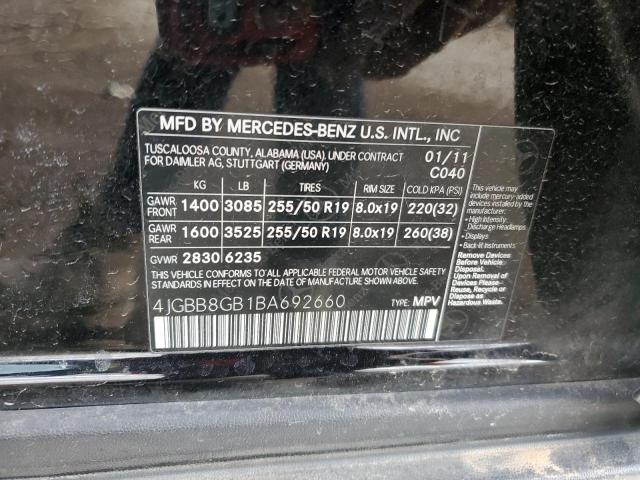 MFD BY MERCEDES-BENZ U.S. INTL., INC
TUSCALOOSA COUNTY, ALABAMA (USA), UNDER CONTRACT
FOR DAIMLER AG, STUTTGART (GERMANY)
01/11
C040
KG LB TIRES RIM SIZE COLD KPA (PSI)
GAWR FRONT 1400 3085 255/50 R19 8.0x19 220(32)
GAWR REAR 1600 3525 255/50 R19 8.0x19 260(38)
GVWR 2830 6235
THIS VEHICLE CONFORMS TO ALL APPLICABLE FEDERAL MOTOR VEHICLE SAFETY
STANDARDS IN EFFECT ON THE DATE OF MANUFACTURE SHOWN ABOVE.
4JGBB8GB1BA692660 TYPE: MPV
This vehicle may
include mercury-added
devices installed by the
manufacturer:
• High-Intensity
Discharge Headlamps
• Displays
• Back-lit Instruments
Remove Devices
Before Vehicle
Disposal.
Upon Removal of
Devices Please
Reuse, Recycle or
Dispose as
Hazardous Waste.